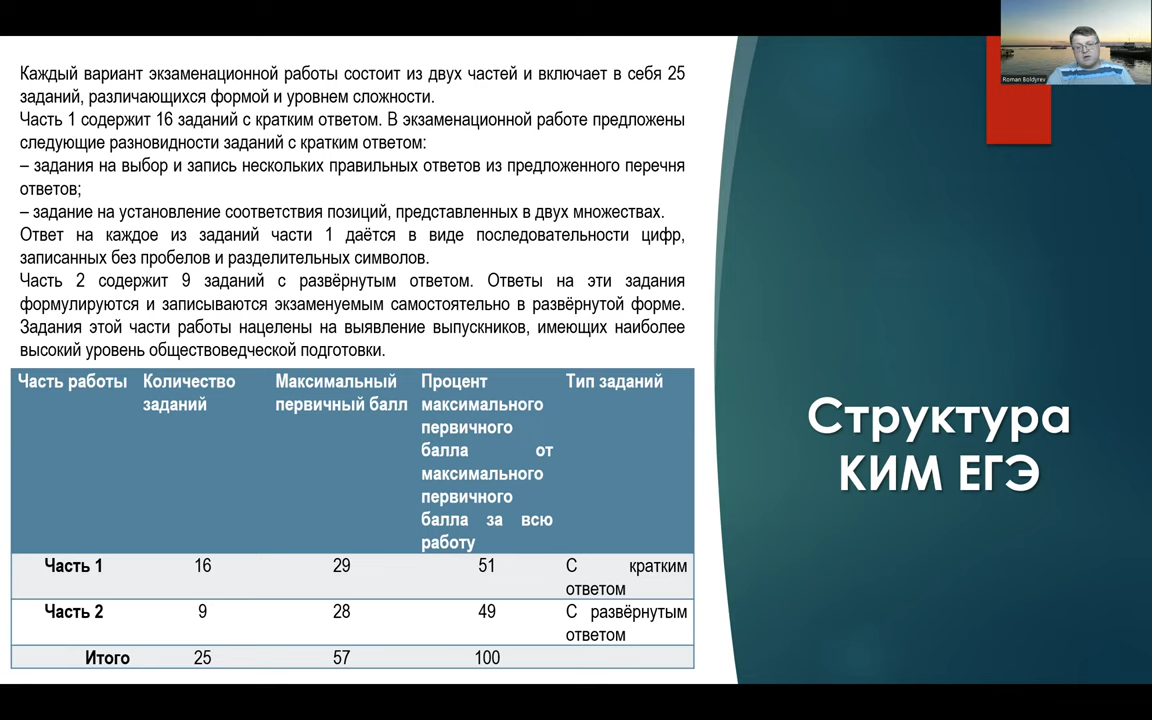 Каждый вариант экзаменационной работы состоит из двух частей и включает в себя 25
заданий, различающихся формой и уровнем сложности.
Часть 1 содержит 16 заданий с кратким ответом. В экзаменационной работе предложены
следующие разновидности заданий с кратким ответом:
– задания на выбор и запись нескольких правильных ответов из предложенного перечня
ответов;
– задание на установление соответствия позиций, представленных в двух множествах.
Ответ на каждое из заданий части 1 даётся в виде последовательности цифр,
записанных без пробелов и разделительных символов.
Часть 2 содержит 9 заданий с развёрнутым ответом. Ответы на эти задания
формулируются и записываются экзаменуемым самостоятельно в развёрнутой форме.
Задания этой части работы нацелены на выявление выпускников, имеющих наиболее
высокий уровень обществоведческой подготовки.
Часть работы
Количество
заданий
Максимальный
первичный балл
Процент
максимального
первичного
балла от
максимального
первичного
балла за всю
работу
Тип заданий
Часть 1 16 29 51 С кратким
ответом
Часть 2 9 28 49 С развёрнутым
ответом
Итого 25 57 100
Структура
КИМ ЕГЭ
Roman Boldyrev